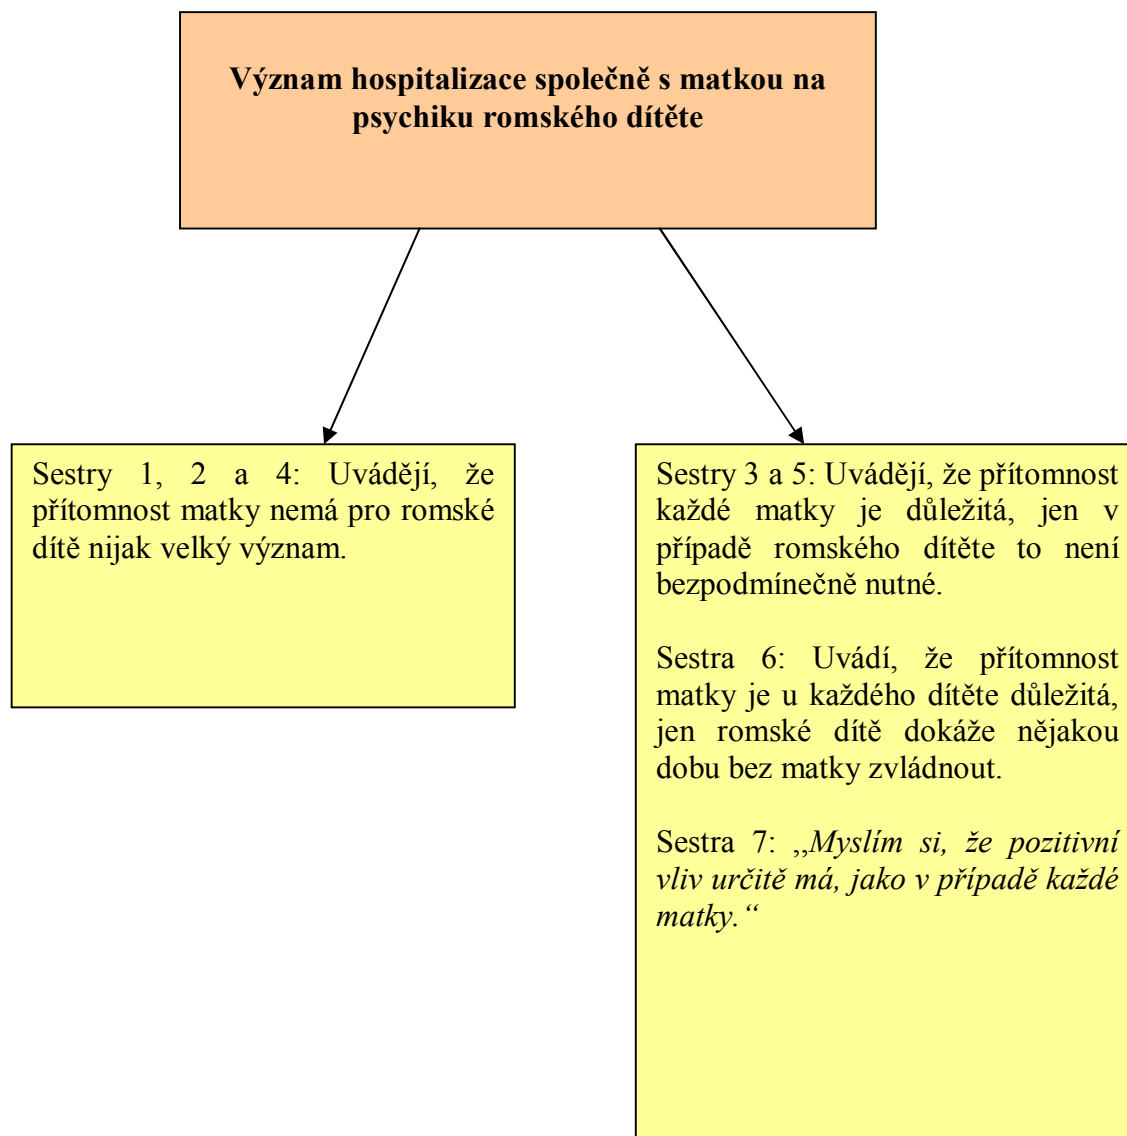 Význam hospitalizace společně s matkou na
psychiku romského dítěte
Sestry 1, 2 a 4: Uvádějí, že
přítomnost matky nemá pro romské
dítě nijak velký význam.
Sestry 3 a 5: Uvádějí, že přítomnost
každé matky je důležitá, jen v
případě romského dítěte to není
bezpodmínečně nutné.
Sestra 6: Uvádí, že přítomnost
matky je u každého dítěte důležitá,
jen romské dítě dokáže nějakou
dobu bez matky zvládnout.
Sestra 7: ,,Myslím si, že pozitivní
vliv určitě má, jako v případě každé
matky.“